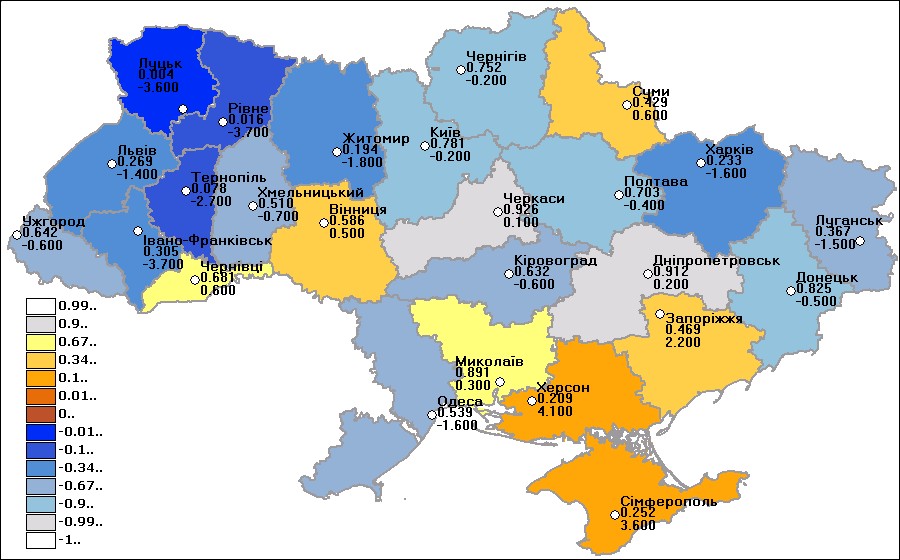 Луцьк
0.004
-3.600
Рівне
0.016
-3.700
Чернігів
0.752
-0.200
Суми
0.429
0.600
Житомир
0.194
-1.800
Київ
0.781
-0.200
Харків
0.233
-1.600
Львів
0.269
-1.400
Тернопіль
0.078
-2.700
Хмельницький
0.510
-0.700
Вінниця
0.586
0.500
Черкаси
0.926
0.100
Полтава
0.703
-0.400
Луганськ
0.367
-1.500
Ужгород
0.642
-0.600
Івано-Франківськ
0.305
-3.700
Чернівці
0.681
0.600
Кіровоград
0.632
-0.600
Дніпропетровськ
0.912
0.200
Донецьк
0.825
-0.500
Запоріжжя
0.469
2.200
Миколаїв
0.891
0.300
Херсон
0.209
4.100
Одеса
0.539
-1.600
Сімферополь
0.252
3.600
0.99..
0.9..
0.67..
0.34..
0.1..
0.01..
0..
-0.01..
-0.1..
-0.34..
-0.67..
-0.9..
-0.99..
-1..